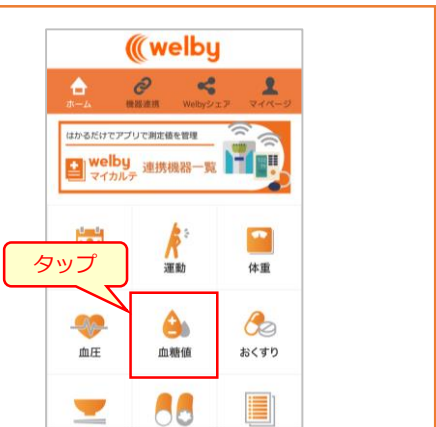 welby
ホーム 機器連携 Welbyシェア マイページ
はかるだけでアプリで測定値を管理
welby
マイカルテ
連携機器一覧
タップ
運動 体重
血圧 血糖値 おくすり